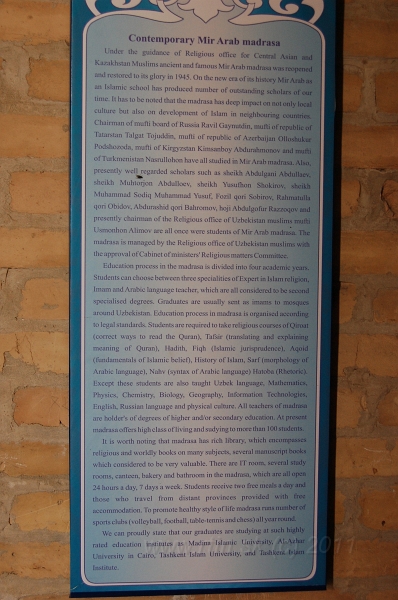 Contemporary Mir Arab madrasa
Under the guidance of Religious office for Central Asian and
Kazakhstan Muslims ancient and famous Mir Arab madrasa was reopened
and restored to its glory in 1945. On the new era of its history Mir Arab as
an Islamic school has produced number of outstanding scholars of our
time. It has to be noted that the madrasa has deep impact on not only local
culture but also on development of Islam in neighbouring countries.
Chairman of mufti board of Russia Ravil Gaynutdin, mufti of republic of
Tatarstan Talgat Tojuddin, mufti of republic of Azerbaijan Olloshukur
Podshozoda, mufti of Kirgyzstan Kimsanboy Abdurahmonov and mufti
of Turkmenistan Nasrullohon have all studied in Mir Arab madrasa. Also,
presently well regarded scholars such as sheikh Abdulgani Abdullaev,
sheikh Muhtorjon Abdalloev, sheikh Yusufhon Shokirov, sheikh
Muhammad Sodiq Muhammad Yusuf, Fozil qori Sobirov, Rahmatulla
qori Obidov, Abdurashid qori Bahromov, hoji Abdulgafur Razzoqov and
presently chairman of the Religious office of Uzbekistan muslims mufti
Usmonhon Alimov are all once were students of Mir Arab madrasa. The
madrasa is managed by the Religious office of Uzbekistan muslims with
the approval of Cabinet of ministers' Religious matters Committee.
Education process in the madrasa is divided into four academic years.
Students can choose between three specialities of Expert in Islam religion,
Imam and Arabic language teacher, which are all considered to be second
specialised degrees. Graduates are usually sent as imams to mosques
around Uzbekistan. Education process in madrasa is organised according
to legal standards. Students are required to take religious courses of Qiroat
(correct ways to read the Quran), Tafsir (translating and explaining
meaning of Quran), Hadith, Fiqh (Islamic jurisprudence), Aqoid
(fundamentals of Islamic belief), History of Islam, Sarf (morphology of
Arabic language), Nahv (syntax of Arabic language) Hatoba (Rhetoric).
Except these students are also taught Uzbek language, Mathematics,
Physics, Chemistry, Biology, Geography, Information Technologies,
English, Russian language and physical culture. All teachers of madrasa
are holder's of degrees of higher and/or secondary education. At present
madrasa offers high class of living and sudying to more than 100 students.
It is worth noting that madrasa has rich library, which encompasses
religious and worldly books on many subjects, several manuscript books
which considered to be very valuable. There are IT room, several study
rooms, canteen, bakery and bathroom in the madrasa, which are all open
24 hours a day, 7 days a week. Students receive two free meals a day and
those who travel from distant provinces provided with free
accommodation. To promote healthy style of life madrasa runs number of
sports clubs (volleyball, football, table-tennis and chess) all year round.
We can proudly state that our graduates are studying at such highly
rated education institutes as Madina Islamic University, Al-Azhar
University in Cairo, Tashkent Islam University, and Tashkent Islam
Institute.